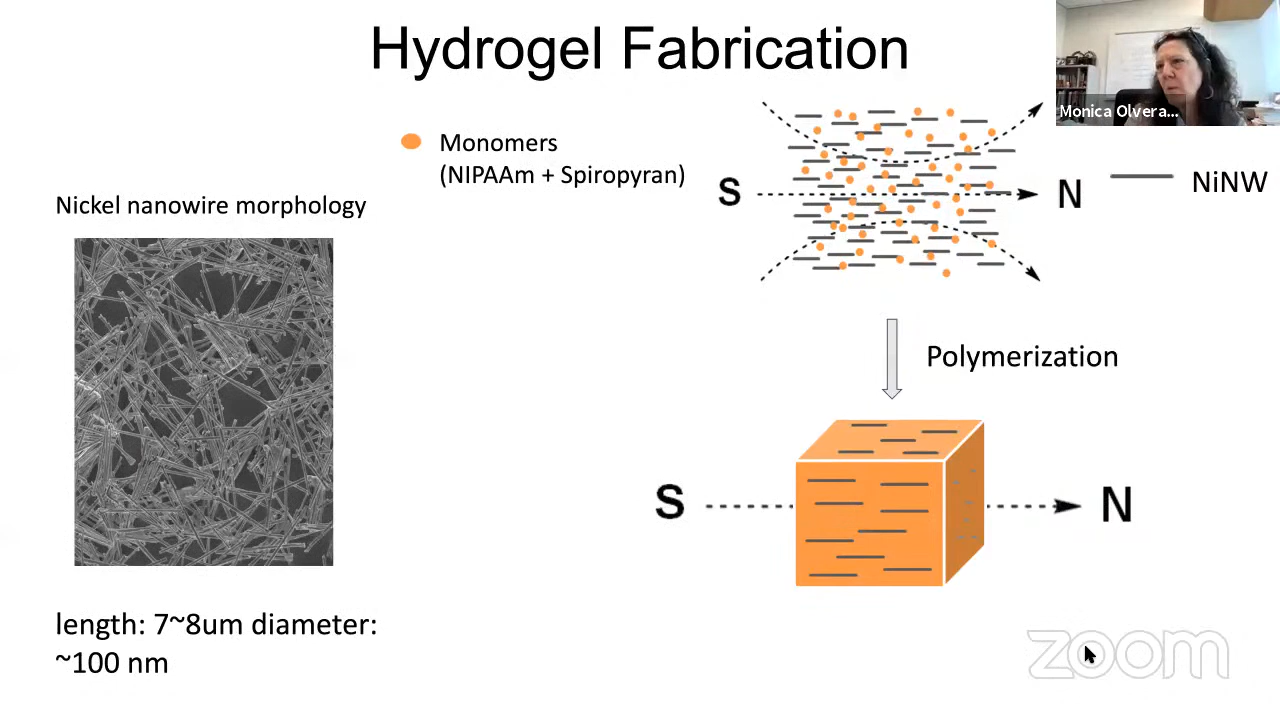 Hydrogel Fabrication
Monica Olvera...
Monomers
(NIPAAm + Spiropyran)
S
N
NiNW
Nickel nanowire morphology
Polymerization
S
N
length: 7~8um diameter:
~100 nm
zoom